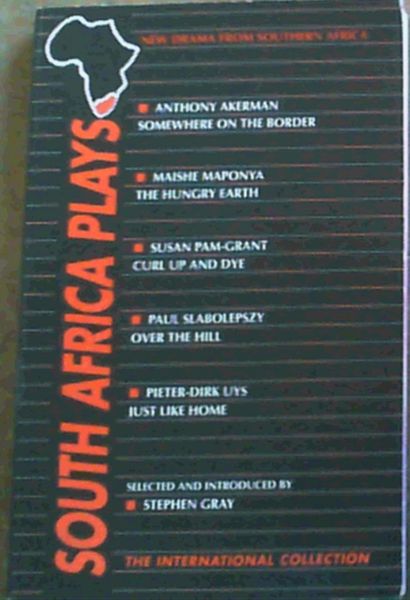 NEW DRAMA FROM SOUTHERN AFRICA
SOUTH AFRICA PLAYS
ANTHONY AKERMAN
SOMEWHERE ON THE BORDER
MAISHE MAPONYA
THE HUNGRY EARTH
SUSAN PAM-GRANT
CURL UP AND DYE
PAUL SLABOLEPSZY
OVER THE HILL
PIETER-DIRK UYS
JUST LIKE HOME
SELECTED AND INTRODUCED BY
STEPHEN GRAY
THE INTERNATIONAL COLLECTION